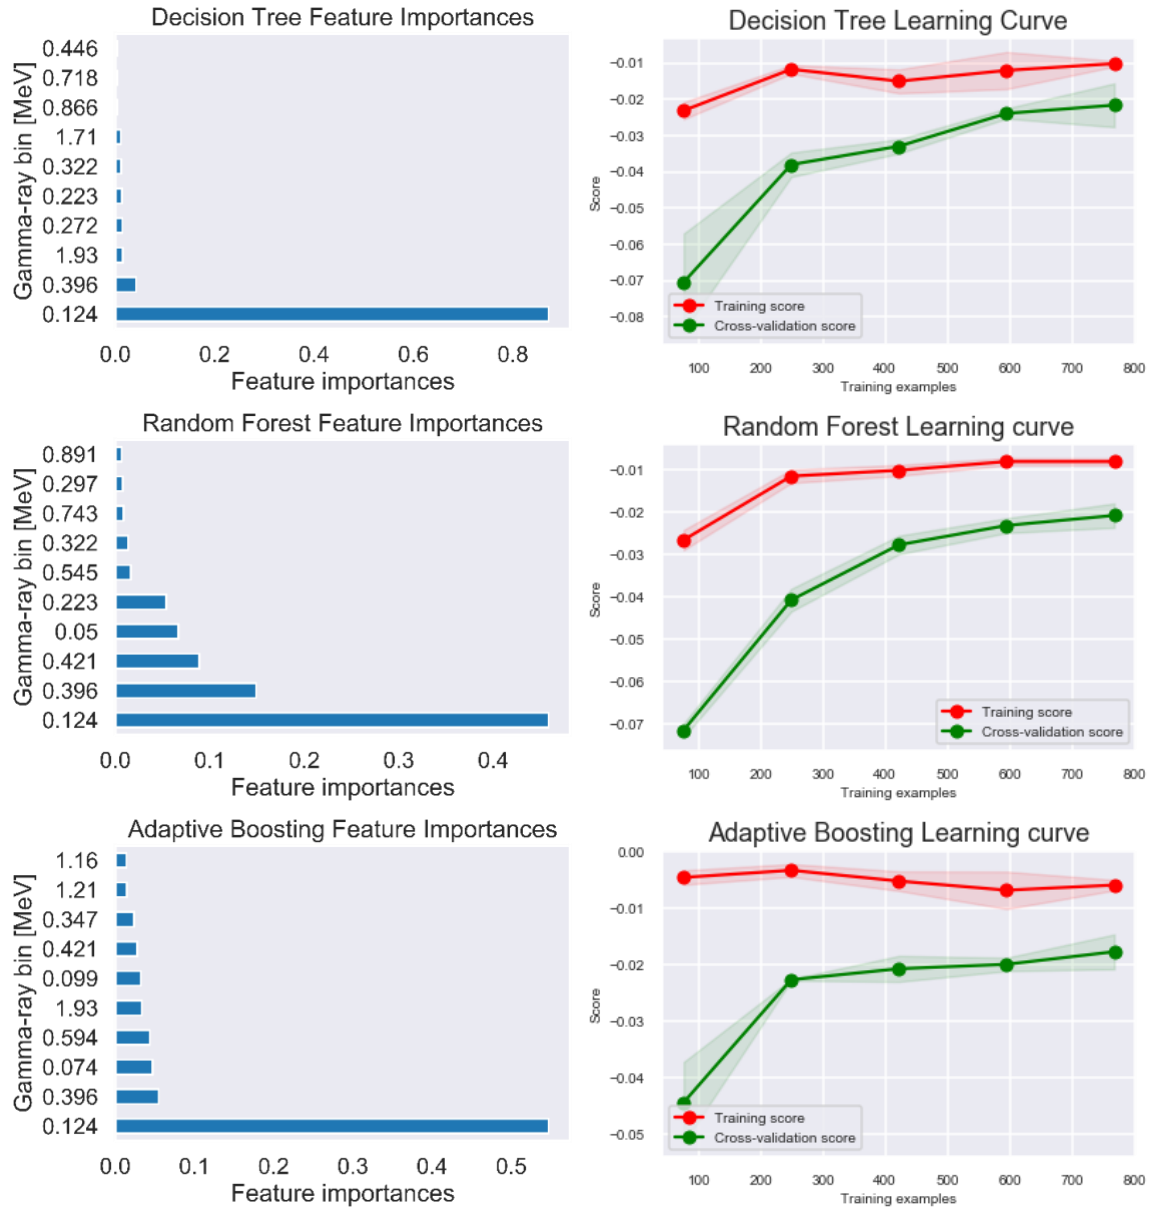 Decision Tree Feature Importances
Gamma-ray bin [MeV]
0.446
0.718
0.866
1.71
0.322
0.223
0.272
1.93
0.396
0.124
0.0 0.2 0.4 0.6 0.8
Feature importances
Decision Tree Learning Curve
Score
−0.01
−0.02
−0.03
−0.04
−0.05
−0.06
−0.07
−0.08
Training score
Cross-validation score
100 200 300 400 500 600 700 800
Training examples
Random Forest Feature Importances
Gamma-ray bin [MeV]
0.891
0.297
0.743
0.322
0.545
0.223
0.05
0.421
0.396
0.124
0.0 0.1 0.2 0.3 0.4
Feature importances
Random Forest Learning curve
Score
−0.01
−0.02
−0.03
−0.04
−0.05
−0.06
−0.07
Training score
Cross-validation score
100 200 300 400 500 600 700 800
Training examples
Adaptive Boosting Feature Importances
Gamma-ray bin [MeV]
1.16
1.21
0.347
0.421
0.099
1.93
0.594
0.074
0.396
0.124
0.0 0.1 0.2 0.3 0.4 0.5
Feature importances
Adaptive Boosting Learning curve
Score
0.00
−0.01
−0.02
−0.03
−0.04
−0.05
Training score
Cross-validation score
100 200 300 400 500 600 700 800
Training examples